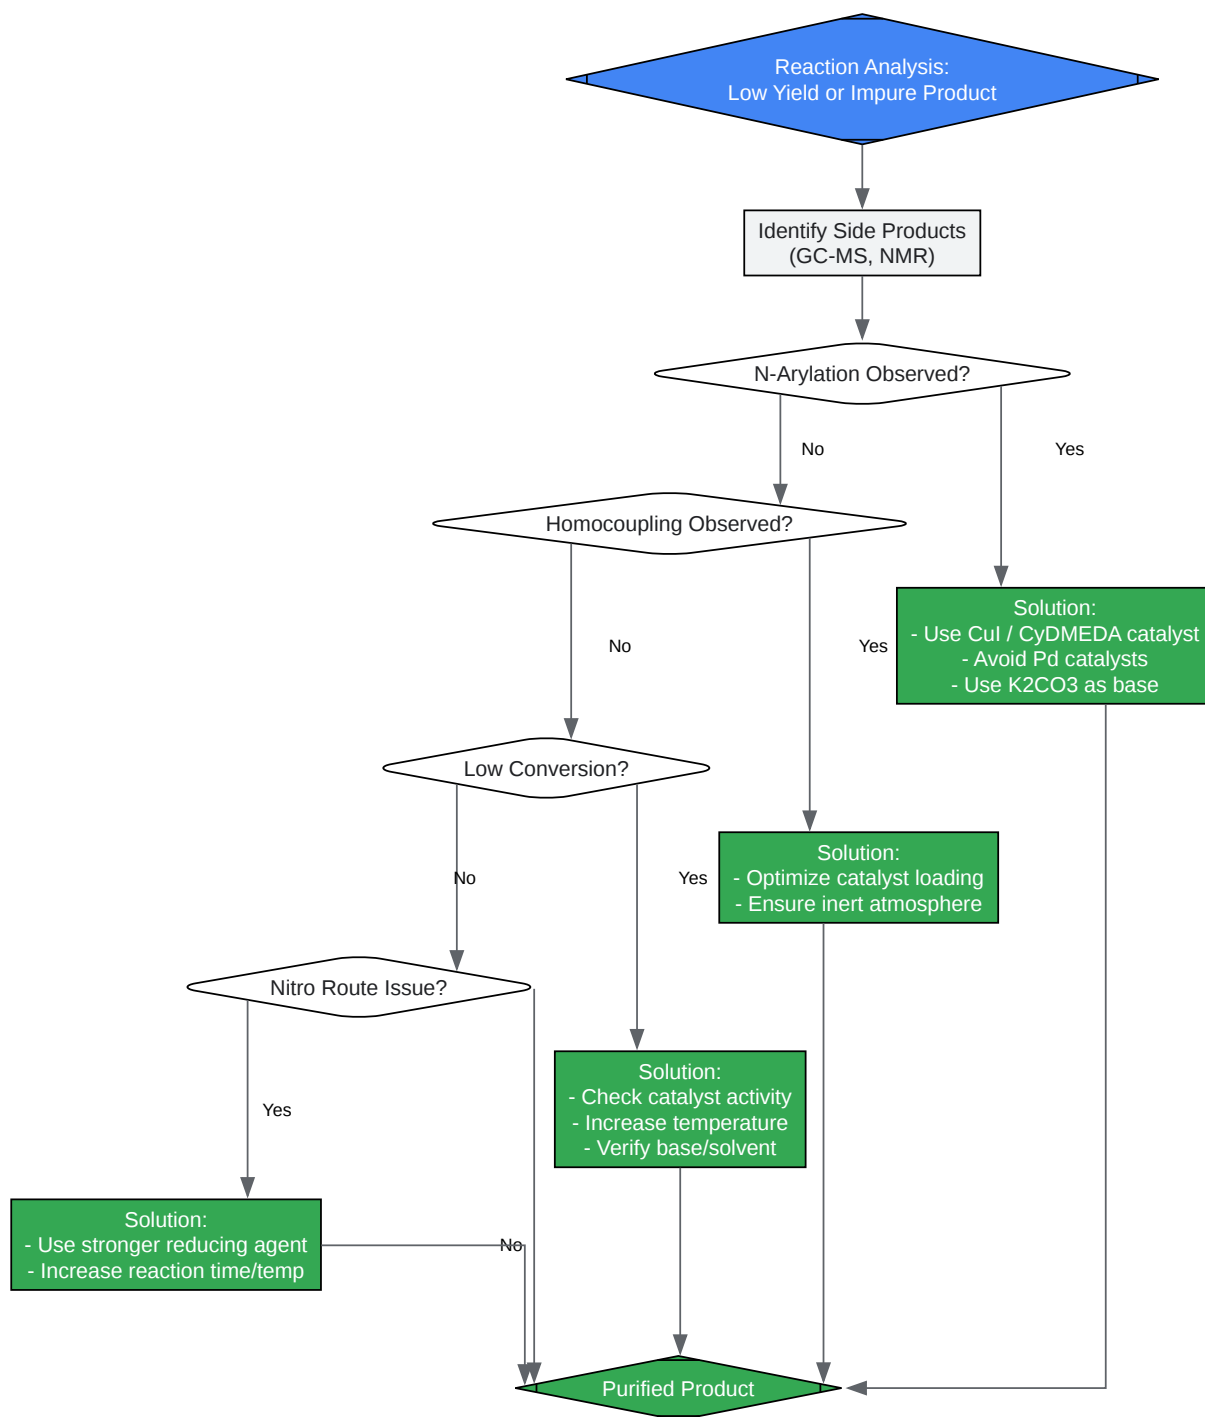 Reaction Analysis:
Low Yield or Impure Product
Identify Side Products
(GC-MS, NMR)
N-Arylation Observed?
No
Yes
Homocoupling Observed?
Solution:
- Use CuI / CyDMEDA catalyst
- Avoid Pd catalysts
- Use K2CO3 as base
No
Yes
Low Conversion?
Solution:
- Optimize catalyst loading
- Ensure inert atmosphere
No
Yes
Nitro Route Issue?
Solution:
- Check catalyst activity
- Increase temperature
- Verify base/solvent
Yes
Solution:
- Use stronger reducing agent
- Increase reaction time/temp
No
Purified Product